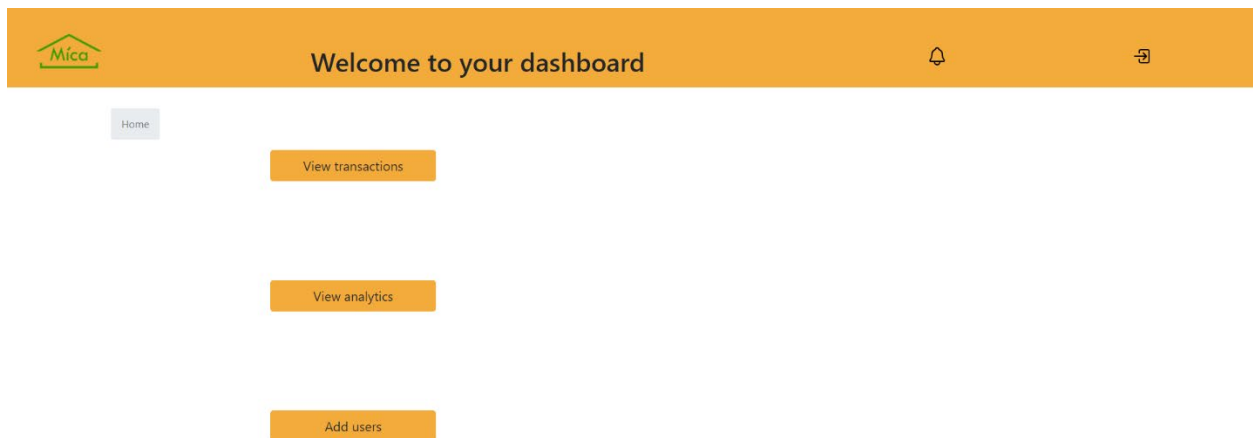 Míca
Welcome to your dashboard
Home
View transactions
View analytics
Add users